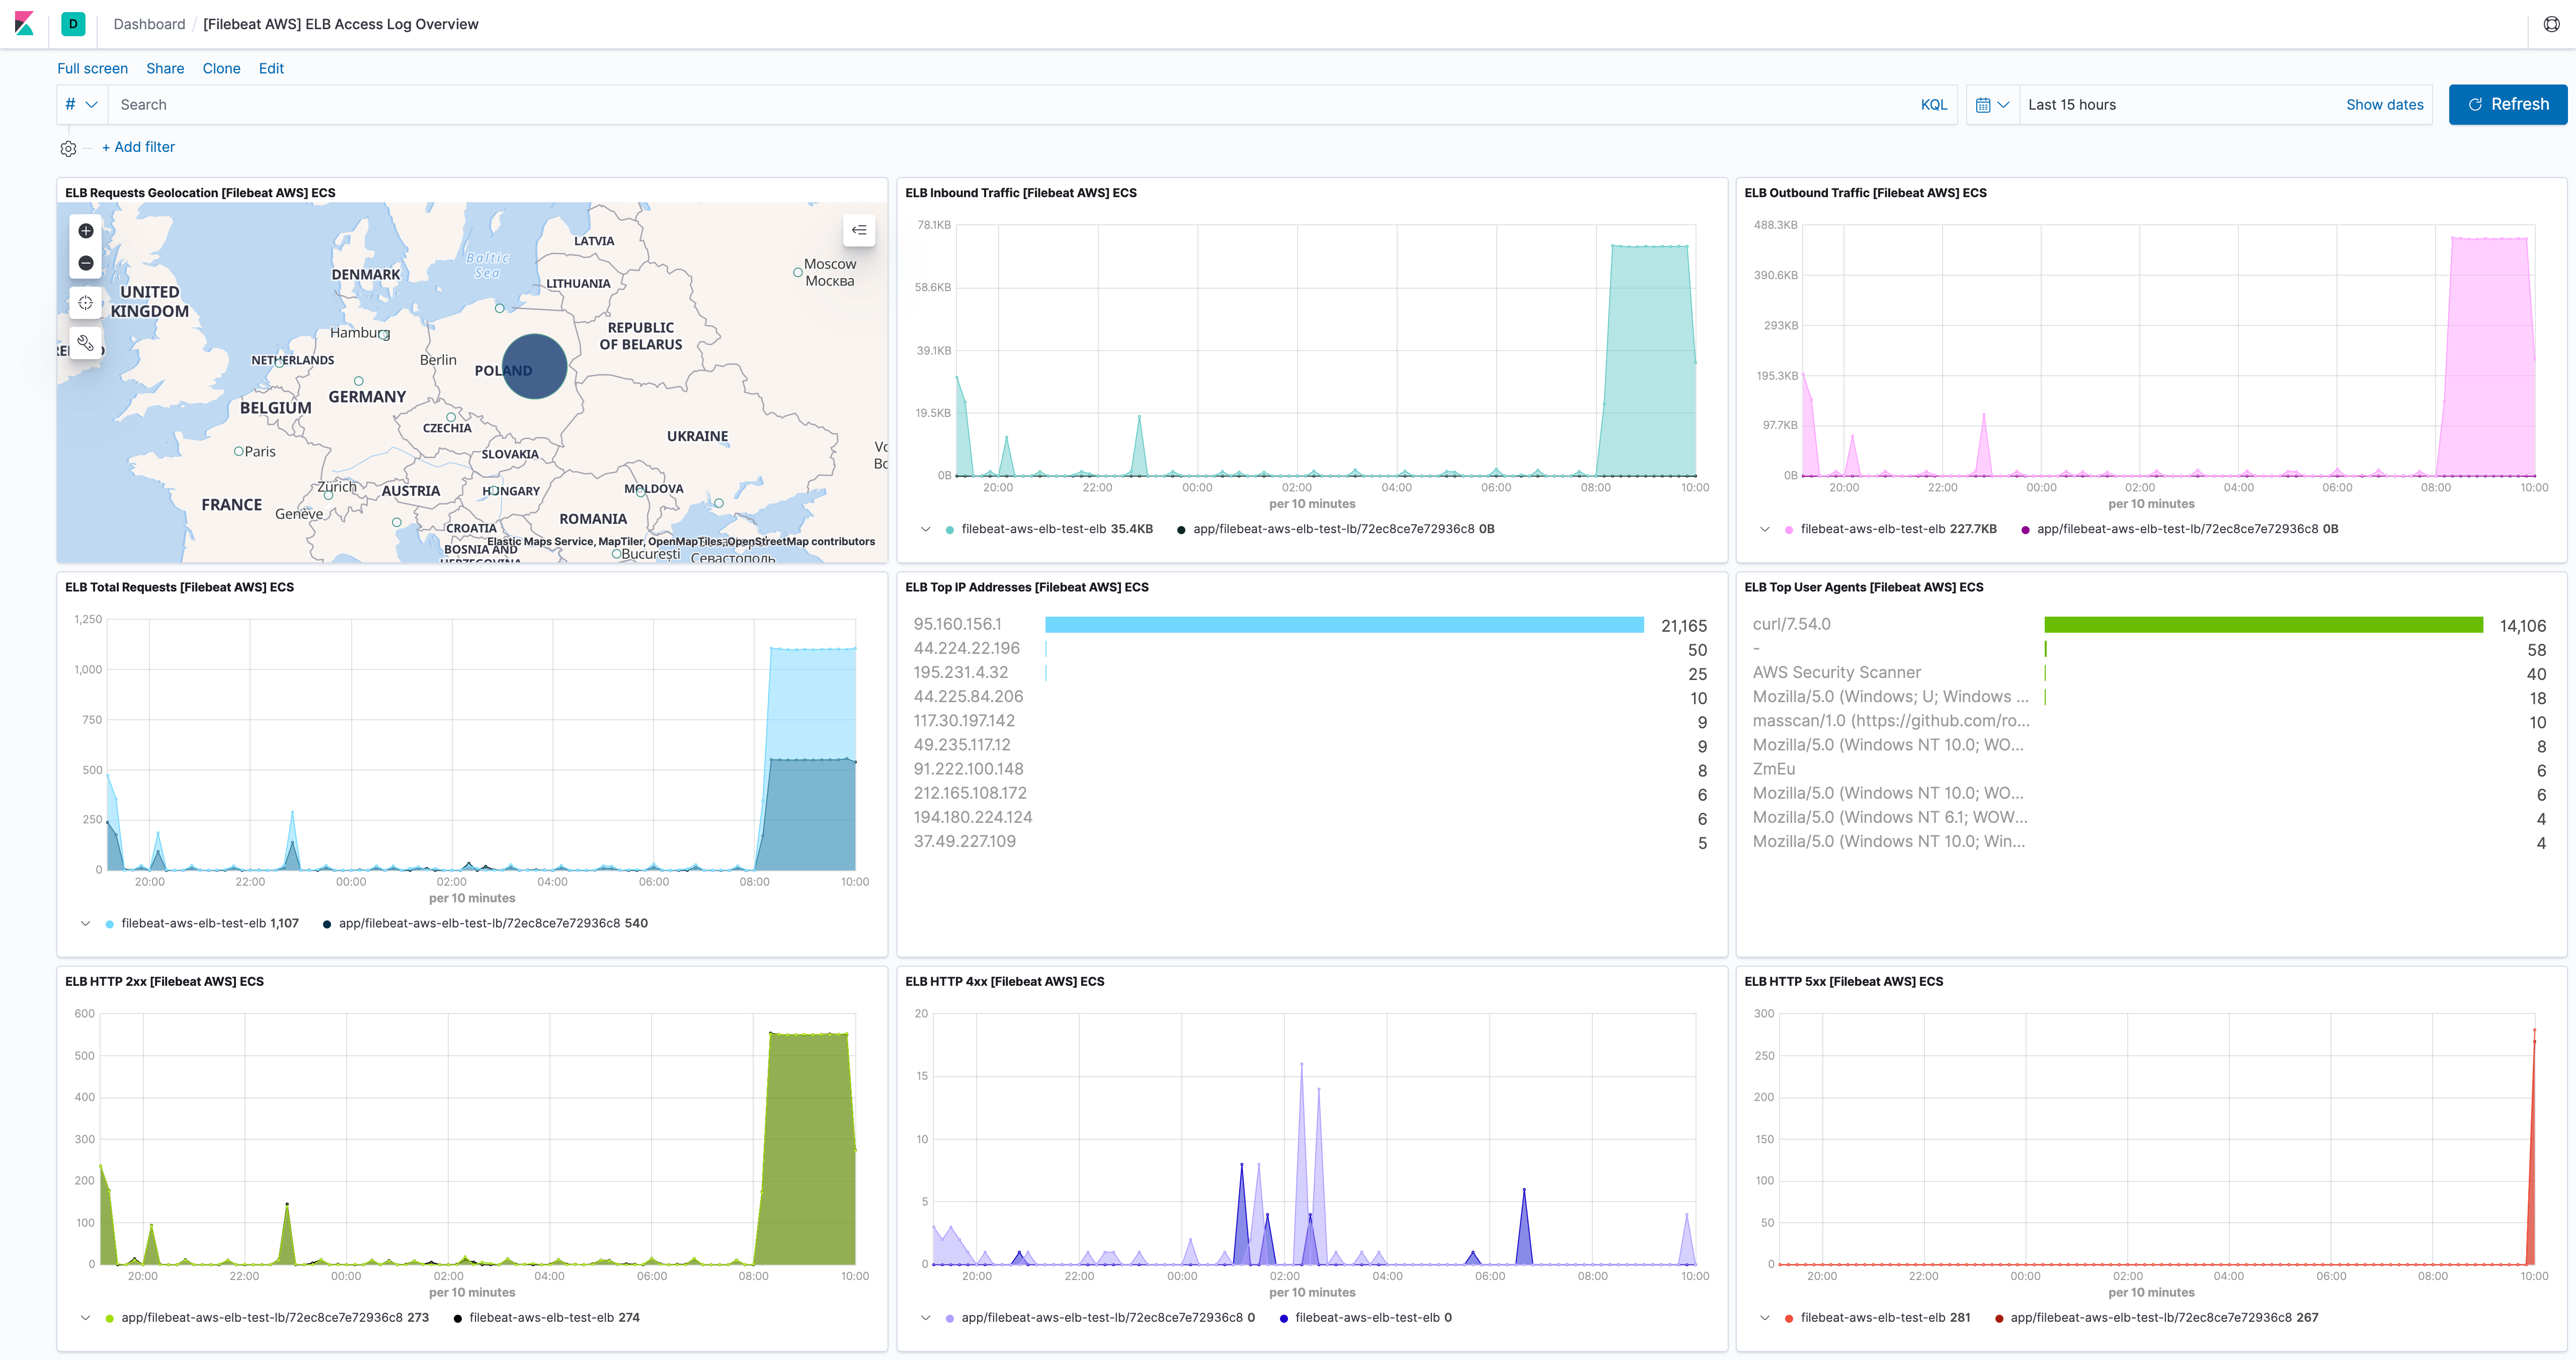 D Dashboard / [Filebeat AWS] ELB Access Log Overview
Full screen Share Clone Edit
# Search KQL Last 15 hours Show dates Refresh
+ Add filter
ELB Requests Geolocation [Filebeat AWS] ECS
LATVIA
Baltic
Sea
Moscow
Москва
DENMARK
LITHUANIA
UNITED
KINGDOM
REPUBLIC
OF BELARUS
Hamburg
NETHERLANDS
Berlin
POLAND
GERMANY
BELGIUM
CZECHIA
UKRAINE
Paris
SLOVAKIA
Zürich
AUSTRIA
HUNGARY
MOLDOVA
FRANCE
Genève
CROATIA
ROMANIA
BOSNIA AND
HERZEGOVINA
București
Севастополь
Elastic Maps Service, MapTiler, OpenMapTiles, OpenStreetMap contributors
ELB Inbound Traffic [Filebeat AWS] ECS
78.1KB
58.6KB
39.1KB
19.5KB
0B
20:00 22:00 00:00 02:00 04:00 06:00 08:00 10:00
per 10 minutes
filebeat-aws-elb-test-elb 35.4KB app/filebeat-aws-elb-test-lb/72ec8ce7e72936c8 0B
ELB Outbound Traffic [Filebeat AWS] ECS
488.3KB
390.6KB
293KB
195.3KB
97.7KB
0B
20:00 22:00 00:00 02:00 04:00 06:00 08:00 10:00
per 10 minutes
filebeat-aws-elb-test-elb 227.7KB app/filebeat-aws-elb-test-lb/72ec8ce7e72936c8 0B
ELB Total Requests [Filebeat AWS] ECS
1,250
1,000
750
500
250
0
20:00 22:00 00:00 02:00 04:00 06:00 08:00 10:00
per 10 minutes
filebeat-aws-elb-test-elb 1,107 app/filebeat-aws-elb-test-lb/72ec8ce7e72936c8 540
ELB Top IP Addresses [Filebeat AWS] ECS
95.160.156.1 21,165
44.224.22.196 50
195.231.4.32 25
44.225.84.206 10
117.30.197.142 9
49.235.117.12 9
91.222.100.148 8
212.165.108.172 6
194.180.224.124 6
37.49.227.109 5
ELB Top User Agents [Filebeat AWS] ECS
curl/7.54.0 14,106
- 58
AWS Security Scanner 40
Mozilla/5.0 (Windows; U; Windows ... 18
masscan/1.0 (https://github.com/ro... 10
Mozilla/5.0 (Windows NT 10.0; WO... 8
ZmEu 6
Mozilla/5.0 (Windows NT 10.0; WO... 6
Mozilla/5.0 (Windows NT 6.1; WOW... 4
Mozilla/5.0 (Windows NT 10.0; Win... 4
ELB HTTP 2xx [Filebeat AWS] ECS
600
500
400
300
200
100
0
20:00 22:00 00:00 02:00 04:00 06:00 08:00 10:00
per 10 minutes
app/filebeat-aws-elb-test-lb/72ec8ce7e72936c8 273 filebeat-aws-elb-test-elb 274
ELB HTTP 4xx [Filebeat AWS] ECS
20
15
10
5
0
20:00 22:00 00:00 02:00 04:00 06:00 08:00 10:00
per 10 minutes
app/filebeat-aws-elb-test-lb/72ec8ce7e72936c8 0 filebeat-aws-elb-test-elb 0
ELB HTTP 5xx [Filebeat AWS] ECS
300
250
200
150
100
50
0
20:00 22:00 00:00 02:00 04:00 06:00 08:00 10:00
per 10 minutes
filebeat-aws-elb-test-elb 281 app/filebeat-aws-elb-test-lb/72ec8ce7e72936c8 267